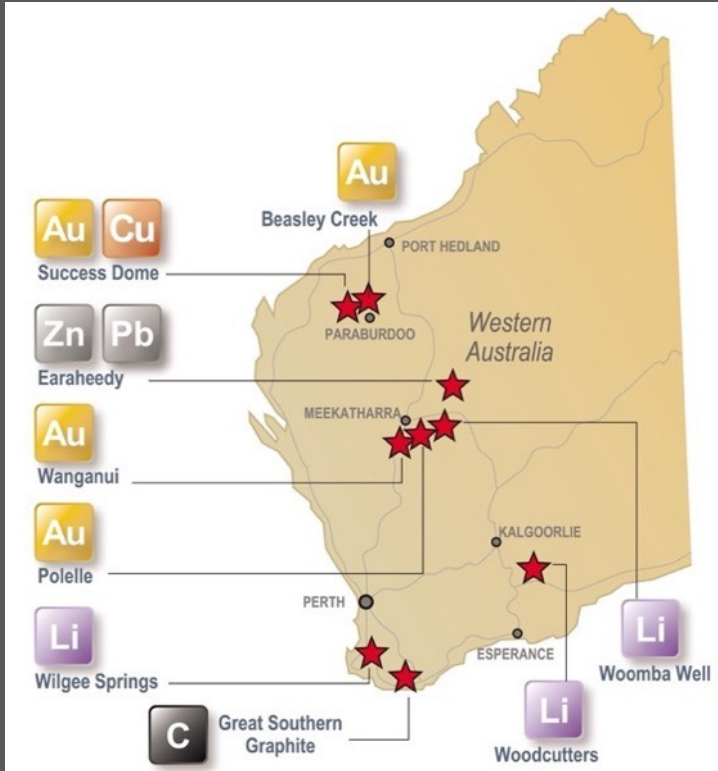 Au
Beasley Creek
Au Cu
Success Dome
PORT HEDLAND
PARABURDOO
Western
Australia
Zn Pb
Earaheedy
MEEKATHARRA
Au
Wanganui
Au
Polelle
KALGOORLIE
PERTH
ESPERANCE
Li
Wilgee Springs
Li
Woomba Well
C
Great Southern
Graphite
Li
Woodcutters